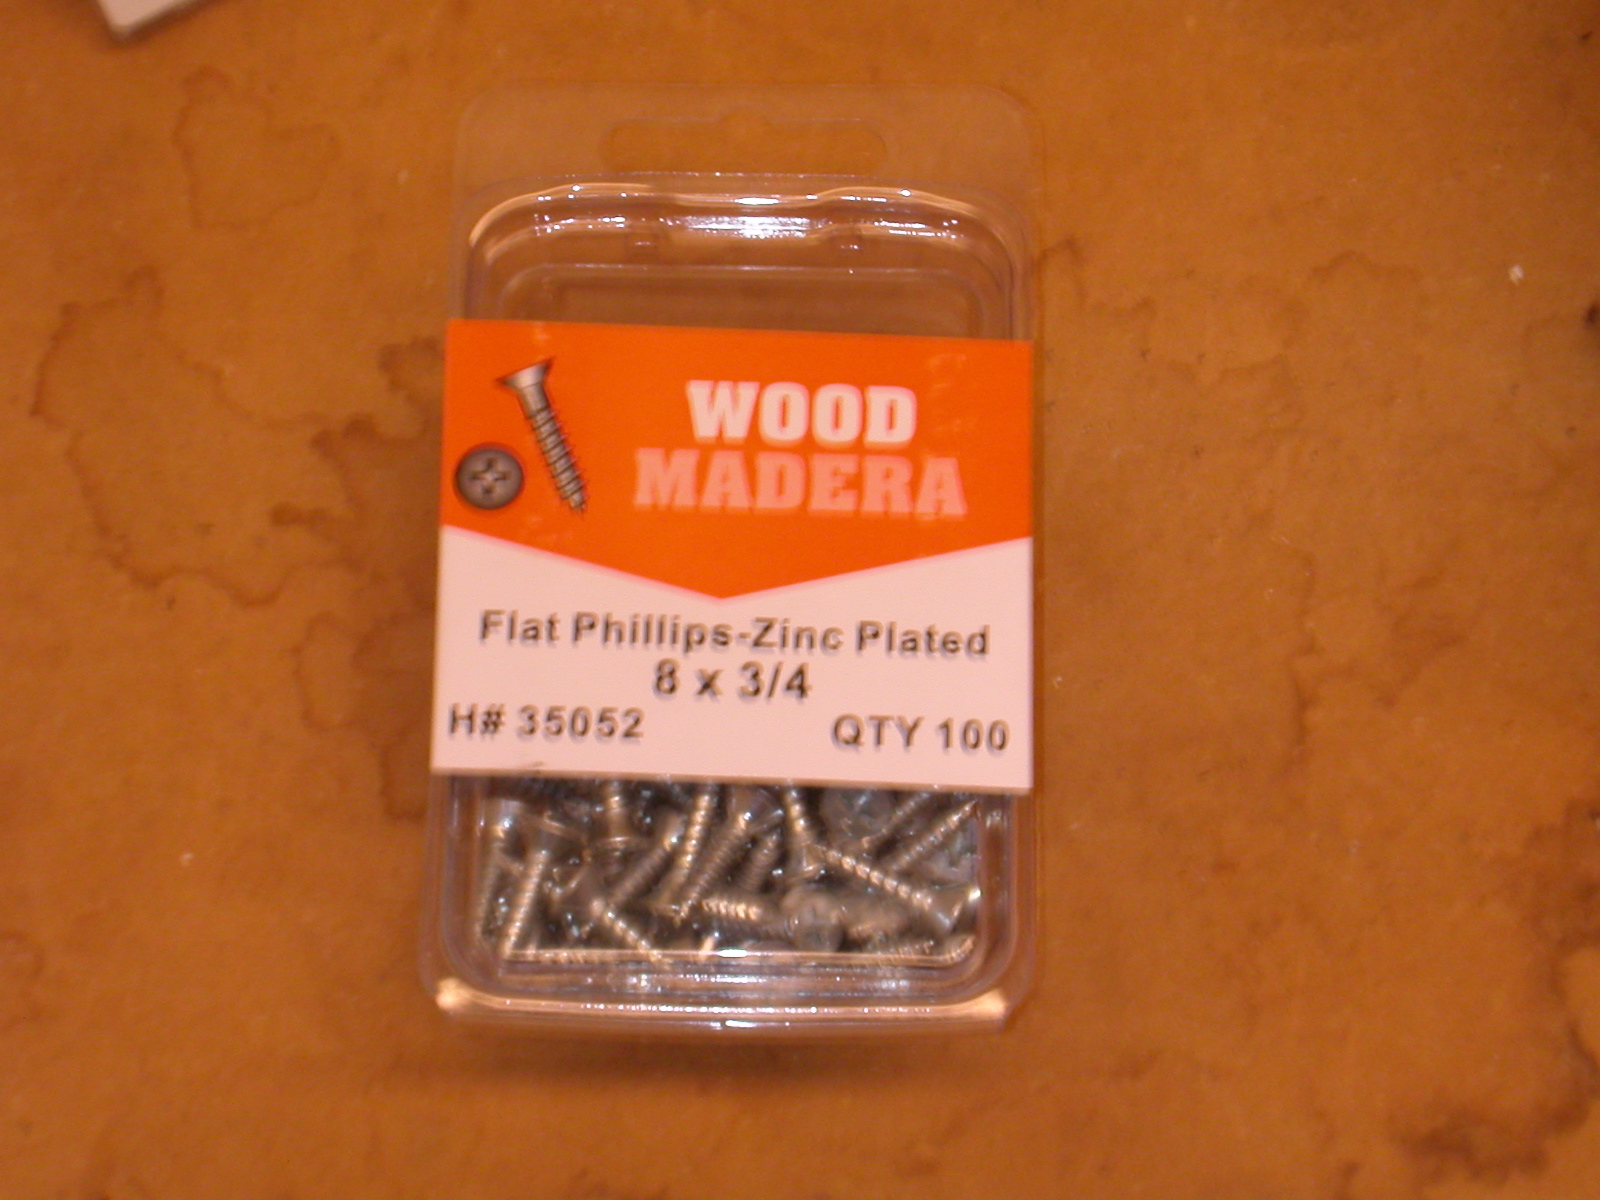 WOOD
MADERA
Flat Phillips-Zinc Plated
8 x 3/4
H# 35052 QTY 100